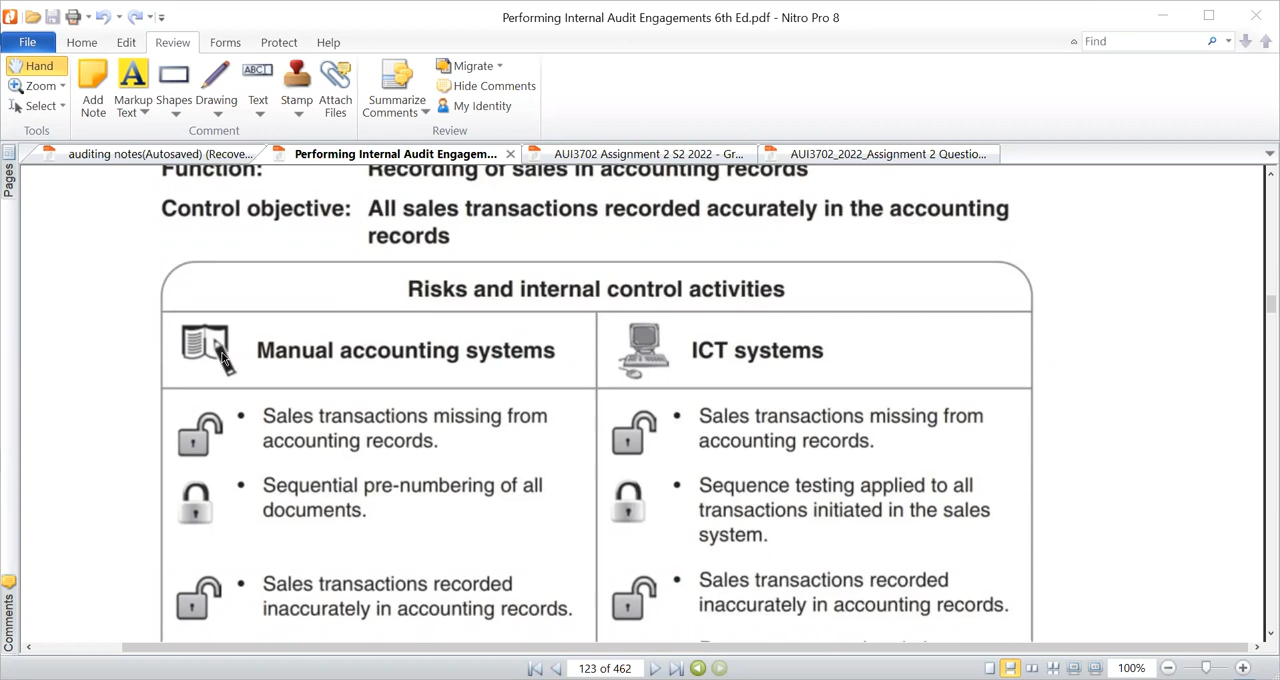 Performing Internal Audit Engagements 6th Ed.pdf - Nitro Pro 8
File Home Edit Review Forms Protect Help
Find
Hand
Zoom
Select
Tools
Add Note
Markup Text
Shapes
Drawing
ABC
Text
Stamp
Attach Files
Comment
Summarize Comments
Migrate
Hide Comments
My Identity
Review
Pages
auditing notes(Autosaved) (Recove...
Performing Internal Audit Engagem...
AUI3702 Assignment 2 S2 2022 - Gr...
AUI3702_2022_Assignment 2 Questio...
Function: Recording of sales in accounting records
Control objective: All sales transactions recorded accurately in the accounting
records
Risks and internal control activities
Manual accounting systems
ICT systems
• Sales transactions missing from
accounting records.
• Sales transactions missing from
accounting records.
• Sequential pre-numbering of all
documents.
• Sequence testing applied to all
transactions initiated in the sales
system.
• Sales transactions recorded
inaccurately in accounting records.
• Sales transactions recorded
inaccurately in accounting records.
Comments
123 of 462
100%